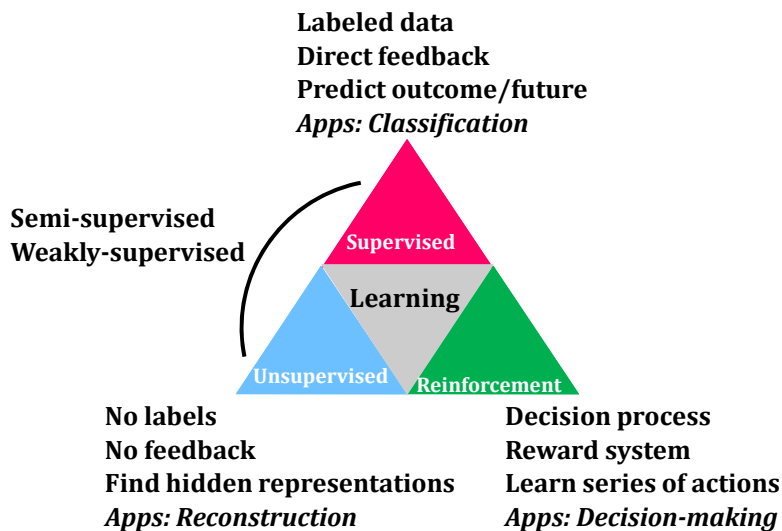 Labeled data
Direct feedback
Predict outcome/future
Apps: Classification
Semi-supervised
Weakly-supervised
Supervised
Learning
Unsupervised
Reinforcement
No labels
No feedback
Find hidden representations
Apps: Reconstruction
Decision process
Reward system
Learn series of actions
Apps: Decision-making